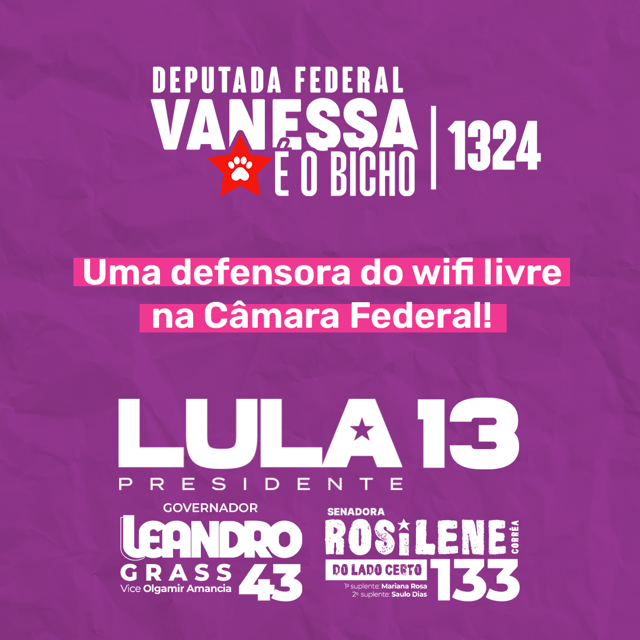 DEPUTADA FEDERAL
VANESSA
É O BICHO
1324
Uma defensora do wifi livre
na Câmara Federal!
LULA 13
PRESIDENTE
GOVERNADOR
LEANDRO
GRASS
43
Vice Olgamir Amancia
SENADORA
ROSiLENE
CORRÊA
DO LADO CERTO
133
1ª suplente: Mariana Rosa
2º suplente: Saulo Dias